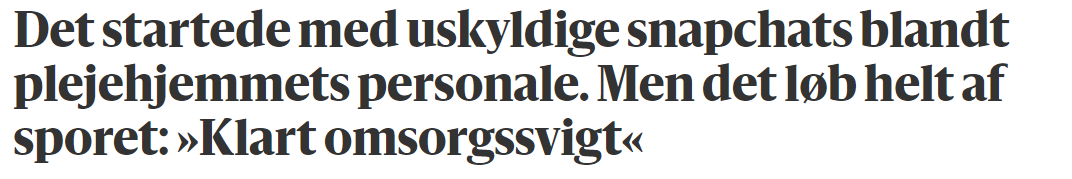 Det startede med uskyldige snapchats blandt
plejehjemmets personale. Men det løb helt af
sporet: »Klart omsorgssvigt«